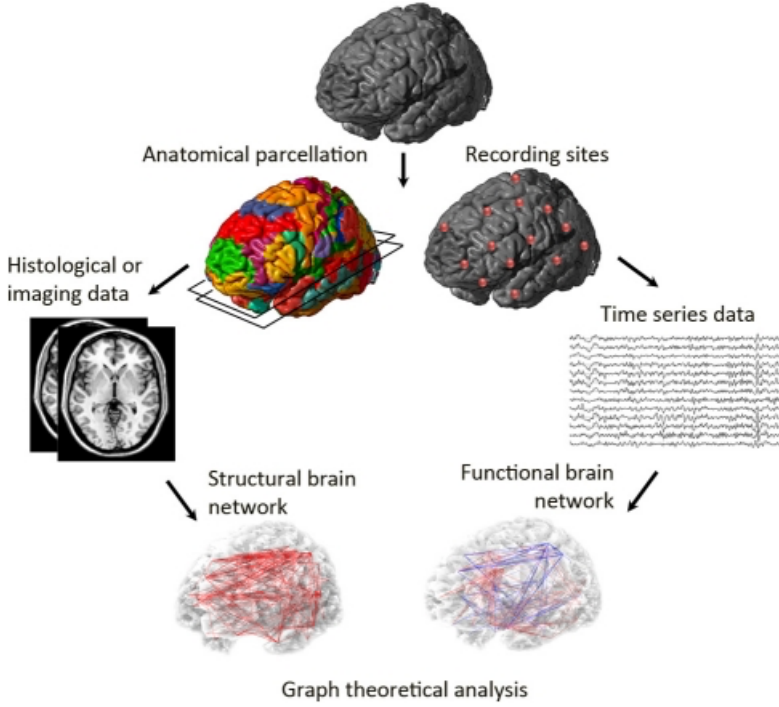 Anatomical parcellation
Recording sites
Histological or
imaging data
Time series data
Structural brain
network
Functional brain
network
Graph theoretical analysis